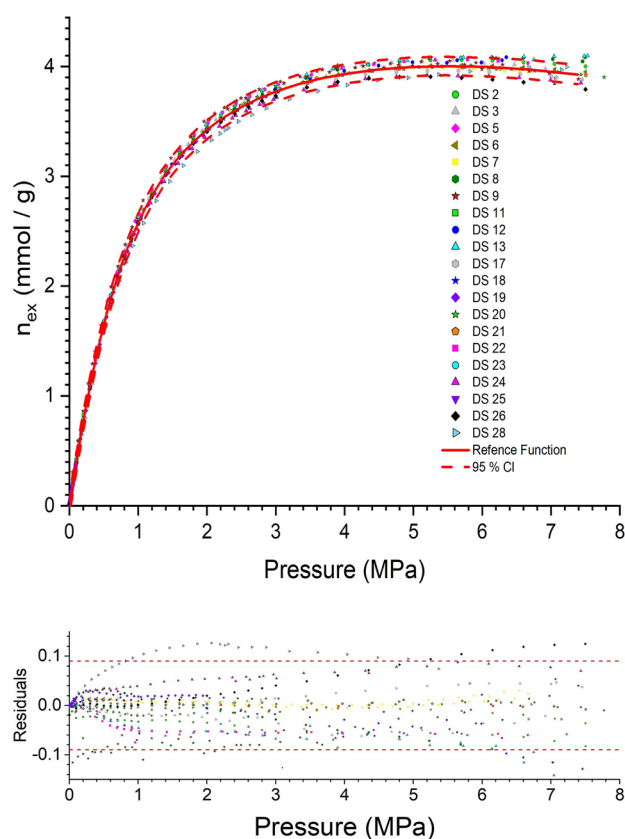 4
3
2
1
0
n_ex (mmol / g)
DS 2
DS 3
DS 5
DS 6
DS 7
DS 8
DS 9
DS 11
DS 12
DS 13
DS 17
DS 18
DS 19
DS 20
DS 21
DS 22
DS 23
DS 24
DS 25
DS 26
DS 28
Refence Function
95 % CI
0 1 2 3 4 5 6 7 8
Pressure (MPa)
0.1
0.0
-0.1
Residuals
0 1 2 3 4 5 6 7 8
Pressure (MPa)